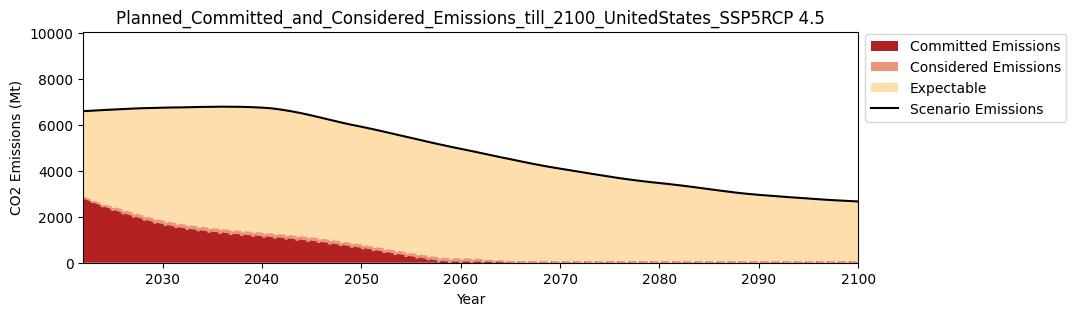 Planned_Committed_and_Considered_Emissions_till_2100_UnitedStates_SSP5RCP 4.5
10000
8000
6000
4000
2000
0
CO2 Emissions (Mt)
2030 2040 2050 2060 2070 2080 2090 2100
Year
Committed Emissions
Considered Emissions
Expectable
Scenario Emissions